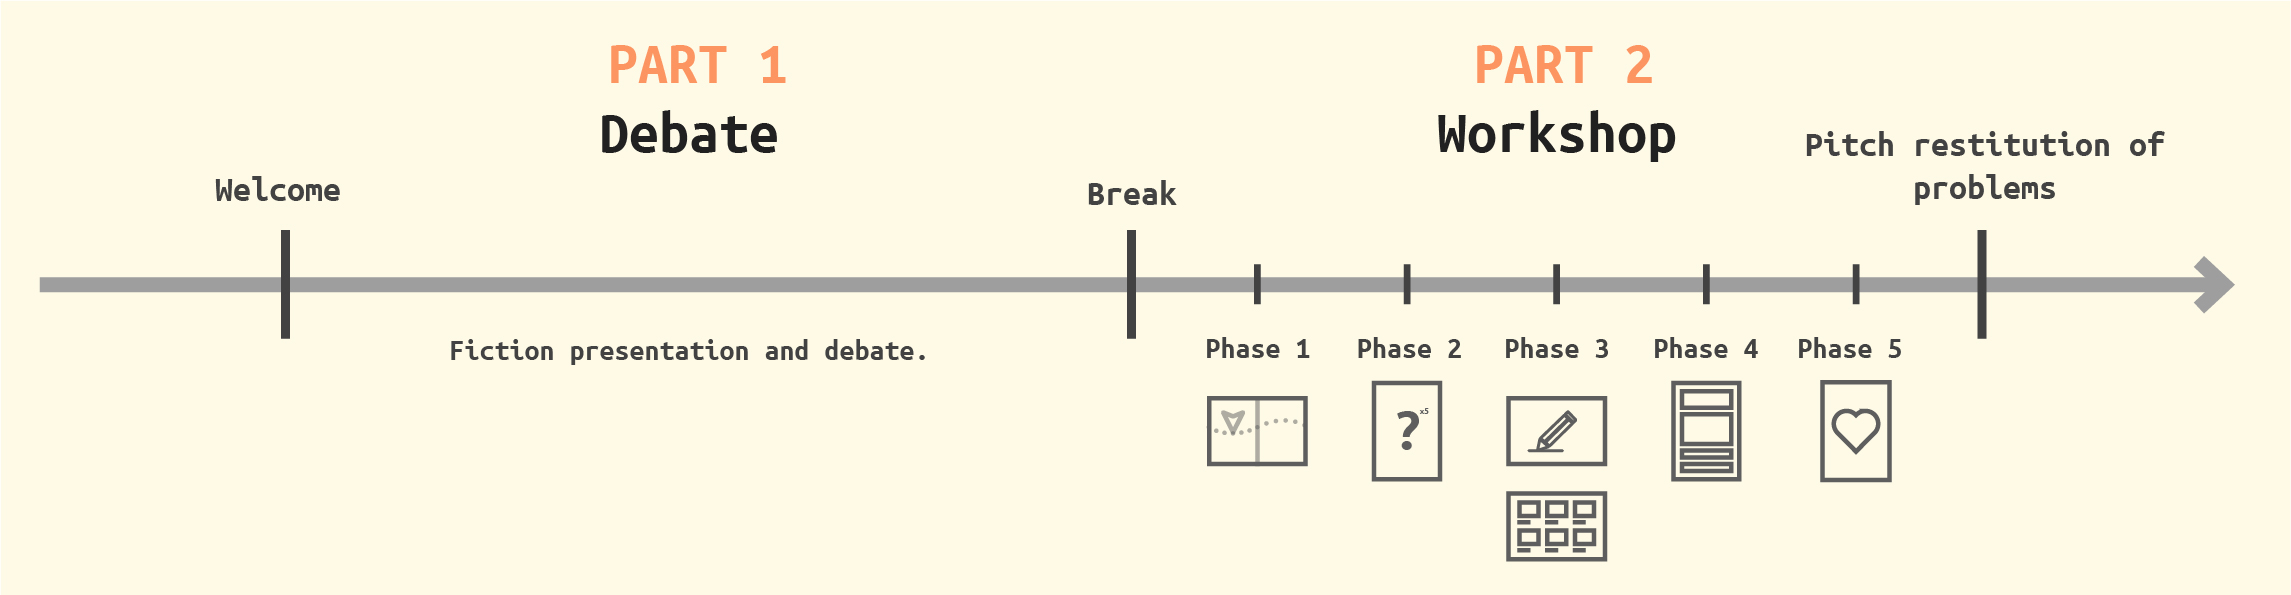 PART 1
Debate
PART 2
Workshop
Welcome
Break
Pitch restitution of
problems
Fiction presentation and debate.
Phase 1
Phase 2
Phase 3
Phase 4
Phase 5
? x5